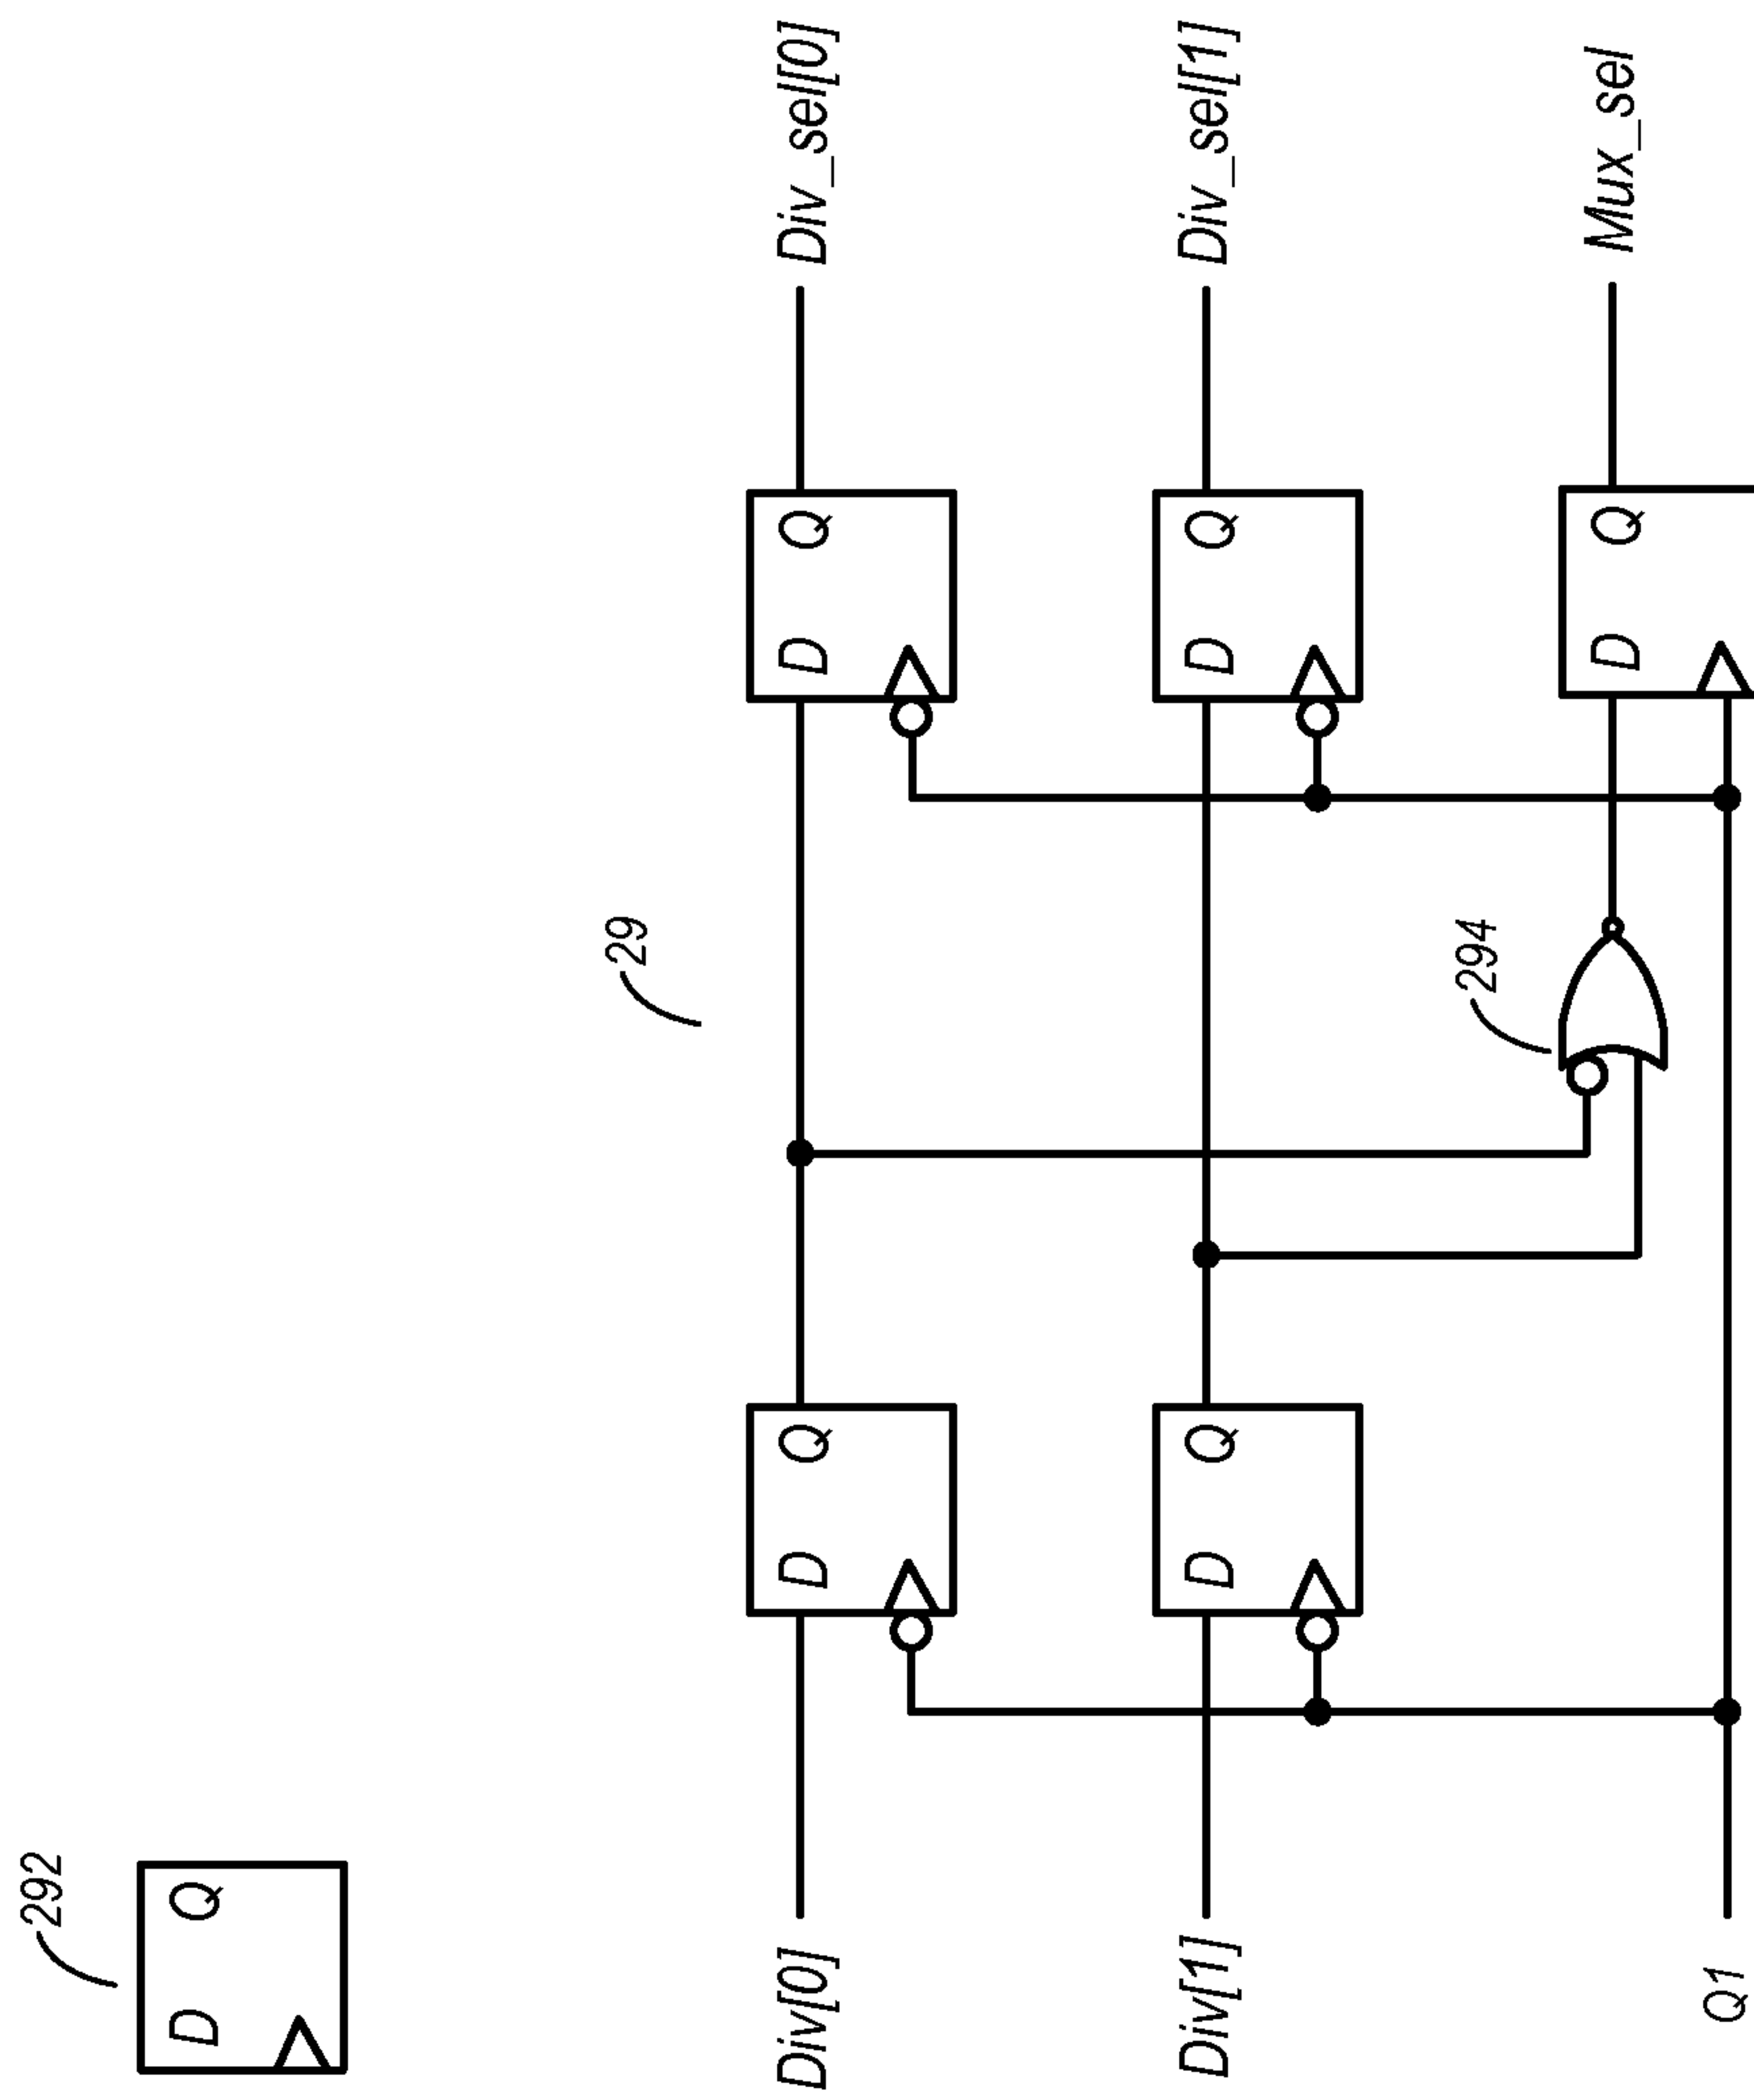 292
D Q
29
Div[0]
D Q
D Q
Div_sel[0]
Div[1]
D Q
D Q
Div_sel[1]
294
D Q
Mux_sel
Q1